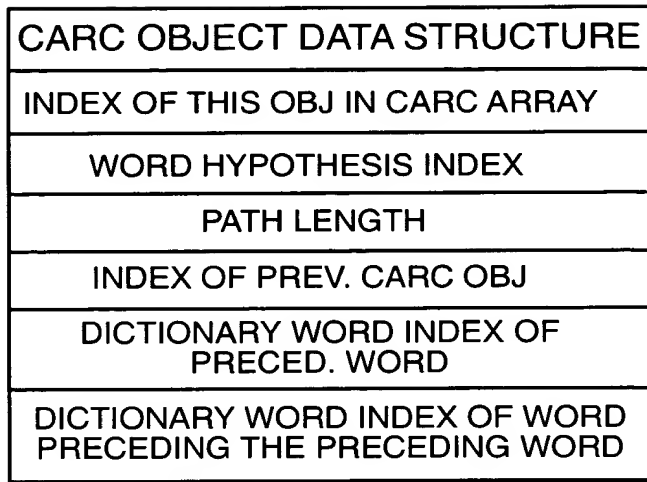 CARC OBJECT DATA STRUCTURE
INDEX OF THIS OBJ IN CARC ARRAY
WORD HYPOTHESIS INDEX
PATH LENGTH
INDEX OF PREV. CARC OBJ
DICTIONARY WORD INDEX OF
PRECED. WORD
DICTIONARY WORD INDEX OF WORD
PRECEDING THE PRECEDING WORD